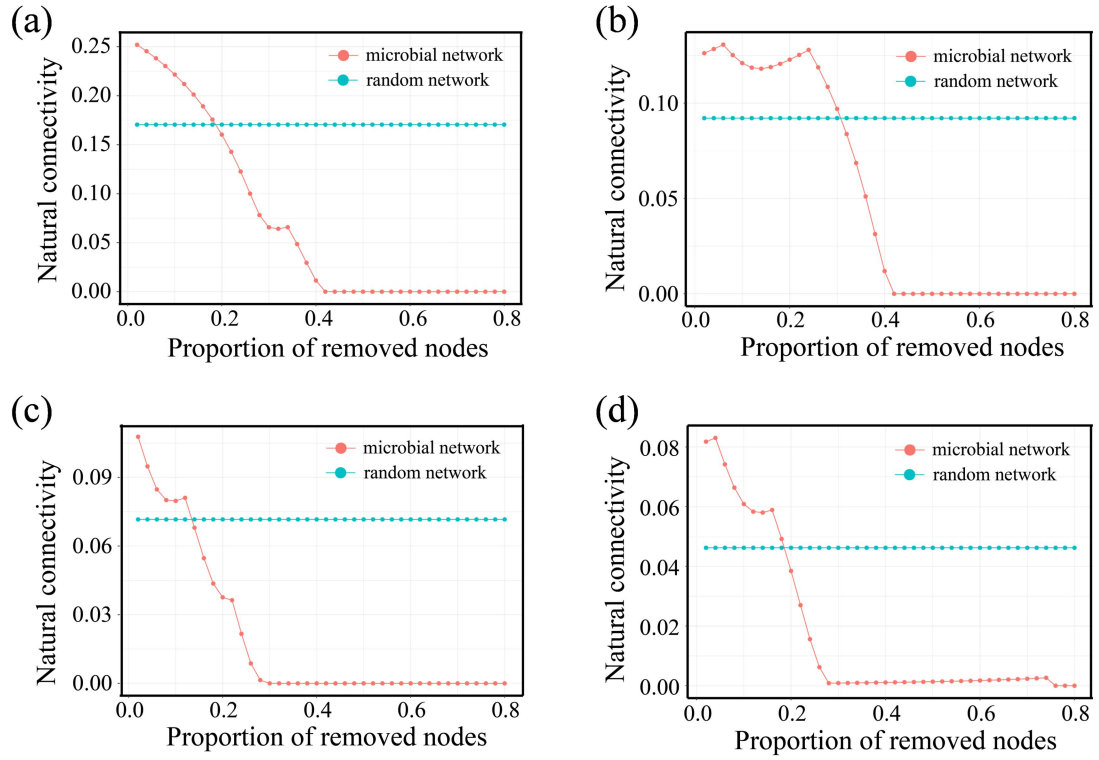 (a)
microbial network
random network
Natural connectivity
0.25
0.20
0.15
0.10
0.05
0.00
0.0 0.2 0.4 0.6 0.8
Proportion of removed nodes
(b)
microbial network
random network
Natural connectivity
0.10
0.05
0.00
0.0 0.2 0.4 0.6 0.8
Proportion of removed nodes
(c)
microbial network
random network
Natural connectivity
0.09
0.06
0.03
0.00
0.0 0.2 0.4 0.6 0.8
Proportion of removed nodes
(d)
microbial network
random network
Natural connectivity
0.08
0.06
0.04
0.02
0.00
0.0 0.2 0.4 0.6 0.8
Proportion of removed nodes